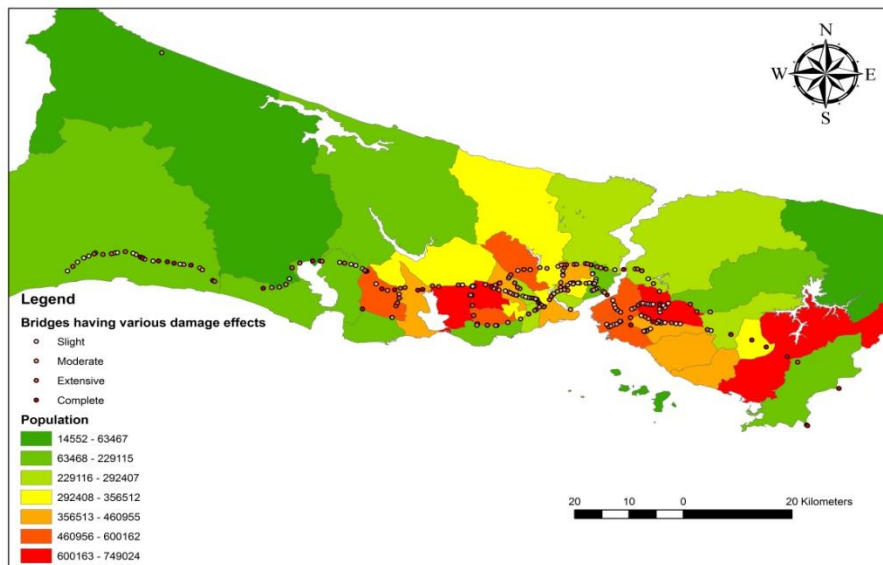 N
W E
S
Legend
Bridges having various damage effects
Slight
Moderate
Extensive
Complete
Population
14552 - 63467
63468 - 229115
229116 - 292407
292408 - 356512
356513 - 460955
460956 - 600162
600163 - 749024
20 10 0 20 Kilometers